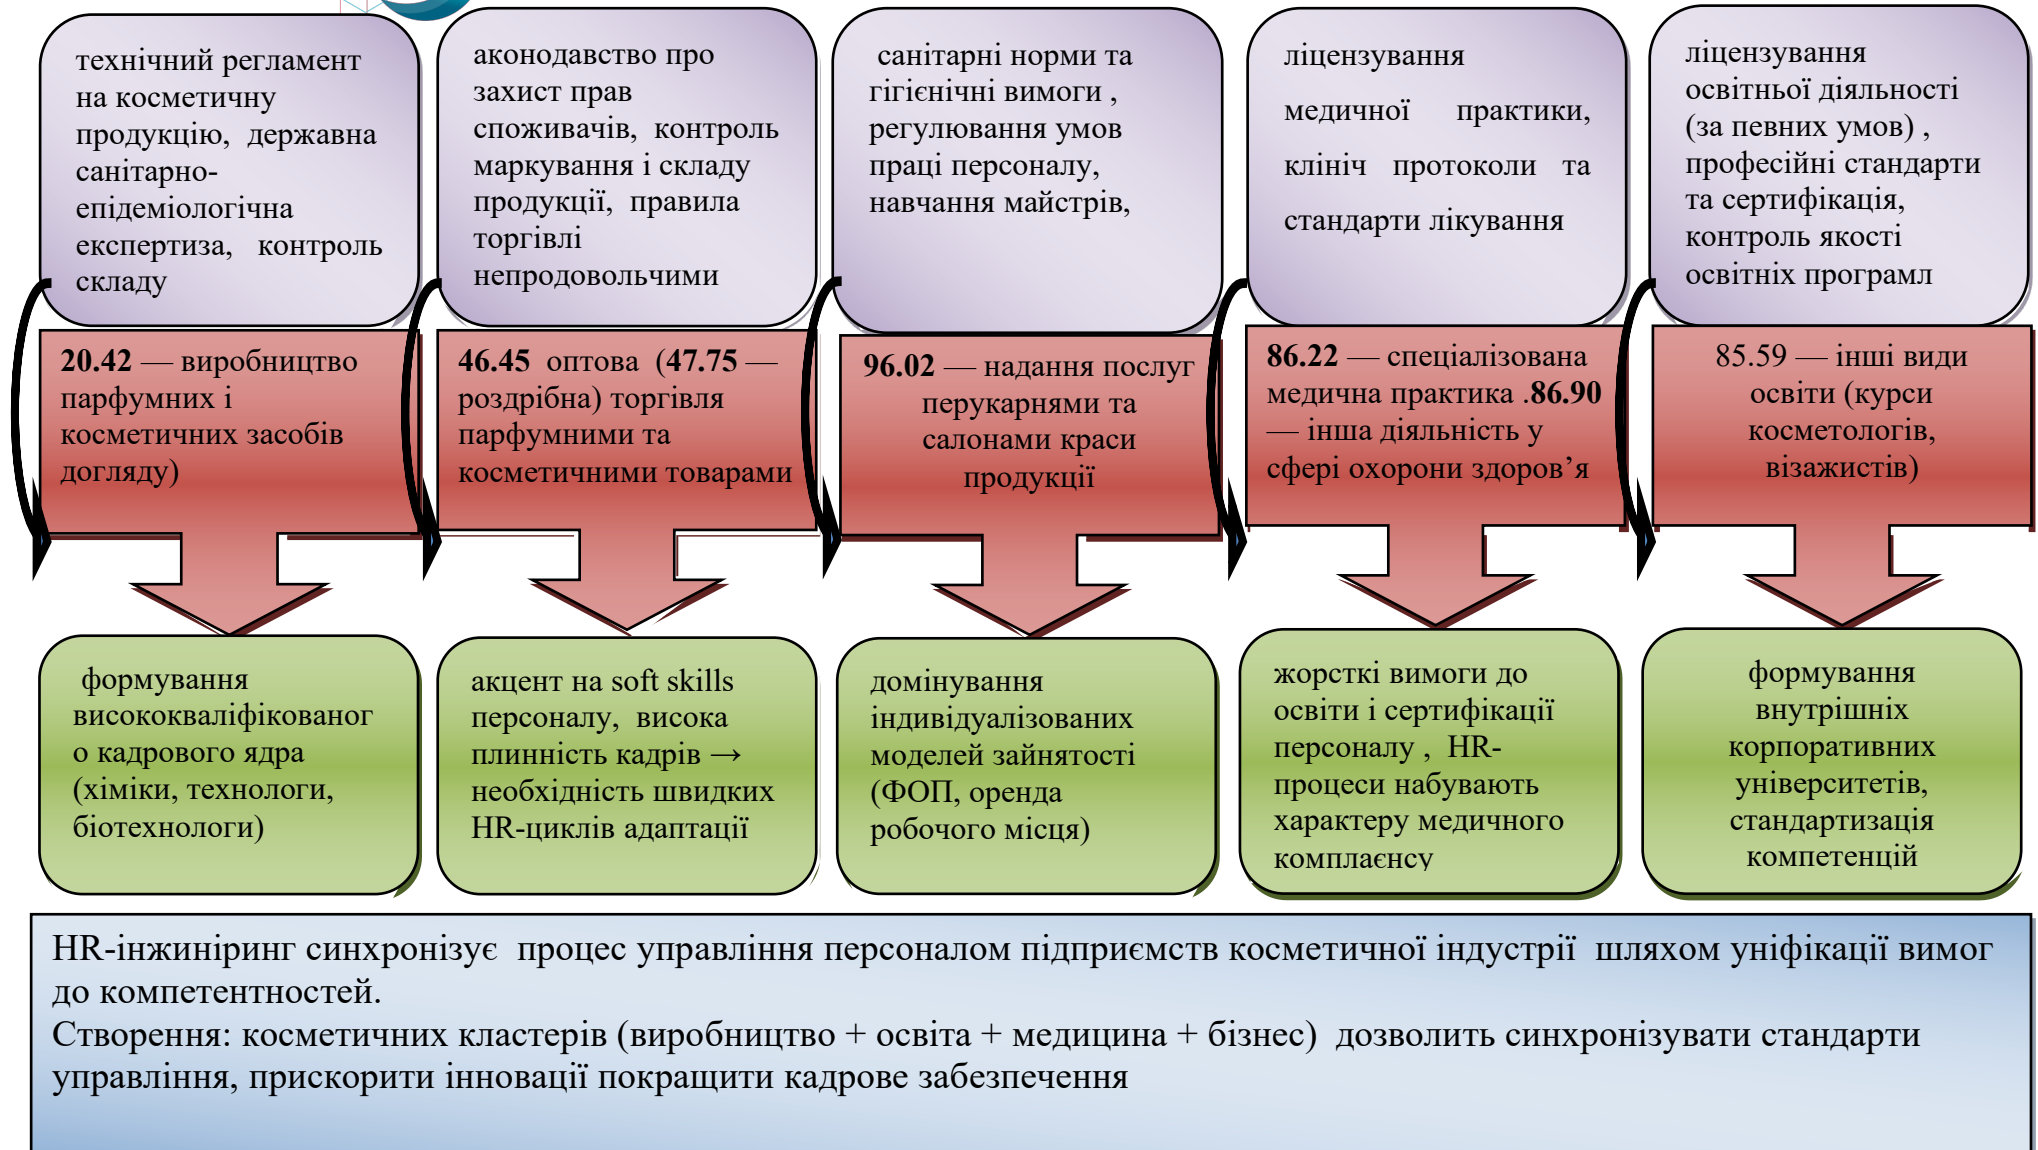 технічний регламент
на косметичну
продукцію, державна
санітарно-
епідеміологічна
експертиза, контроль
складу
аконодавство про
захист прав
споживачів, контроль
маркування і складу
продукції, правила
торгівлі
непродовольчими
санітарні норми та
гігієнічні вимоги ,
регулювання умов
праці персоналу,
навчання майстрів,
ліцензування
медичної практики,
клініч протоколи та
стандарти лікування
ліцензування
освітньої діяльності
(за певних умов) ,
професійні стандарти
та сертифікація,
контроль якості
освітніх програмл
20.42 — виробництво
парфумних і
косметичних засобів
догляду)
46.45 оптова (47.75 —
роздрібна) торгівля
парфумними та
косметичними товарами
96.02 — надання послуг
перукарнями та
салонами краси
продукції
86.22 — спеціалізована
медична практика .86.90
— інша діяльність у
сфері охорони здоров’я
85.59 — інші види
освіти (курси
косметологів,
візажистів)
формування
висококваліфікованог
о кадрового ядра
(хіміки, технологи,
біотехнологи)
акцент на soft skills
персоналу, висока
плинність кадрів →
необхідність швидких
HR-циклів адаптації
домінування
індивідуалізованих
моделей зайнятості
(ФОП, оренда
робочого місця)
жорсткі вимоги до
освіти і сертифікації
персоналу , HR-
процеси набувають
характеру медичного
комплаєнсу
формування
внутрішніх
корпоративних
університетів,
стандартизація
компетенцій
HR-інжиніринг синхронізує процес управління персоналом підприємств косметичної індустрії шляхом уніфікації вимог
до компетентностей.
Створення: косметичних кластерів (виробництво + освіта + медицина + бізнес) дозволить синхронізувати стандарти
управління, прискорити інновації покращити кадрове забезпечення